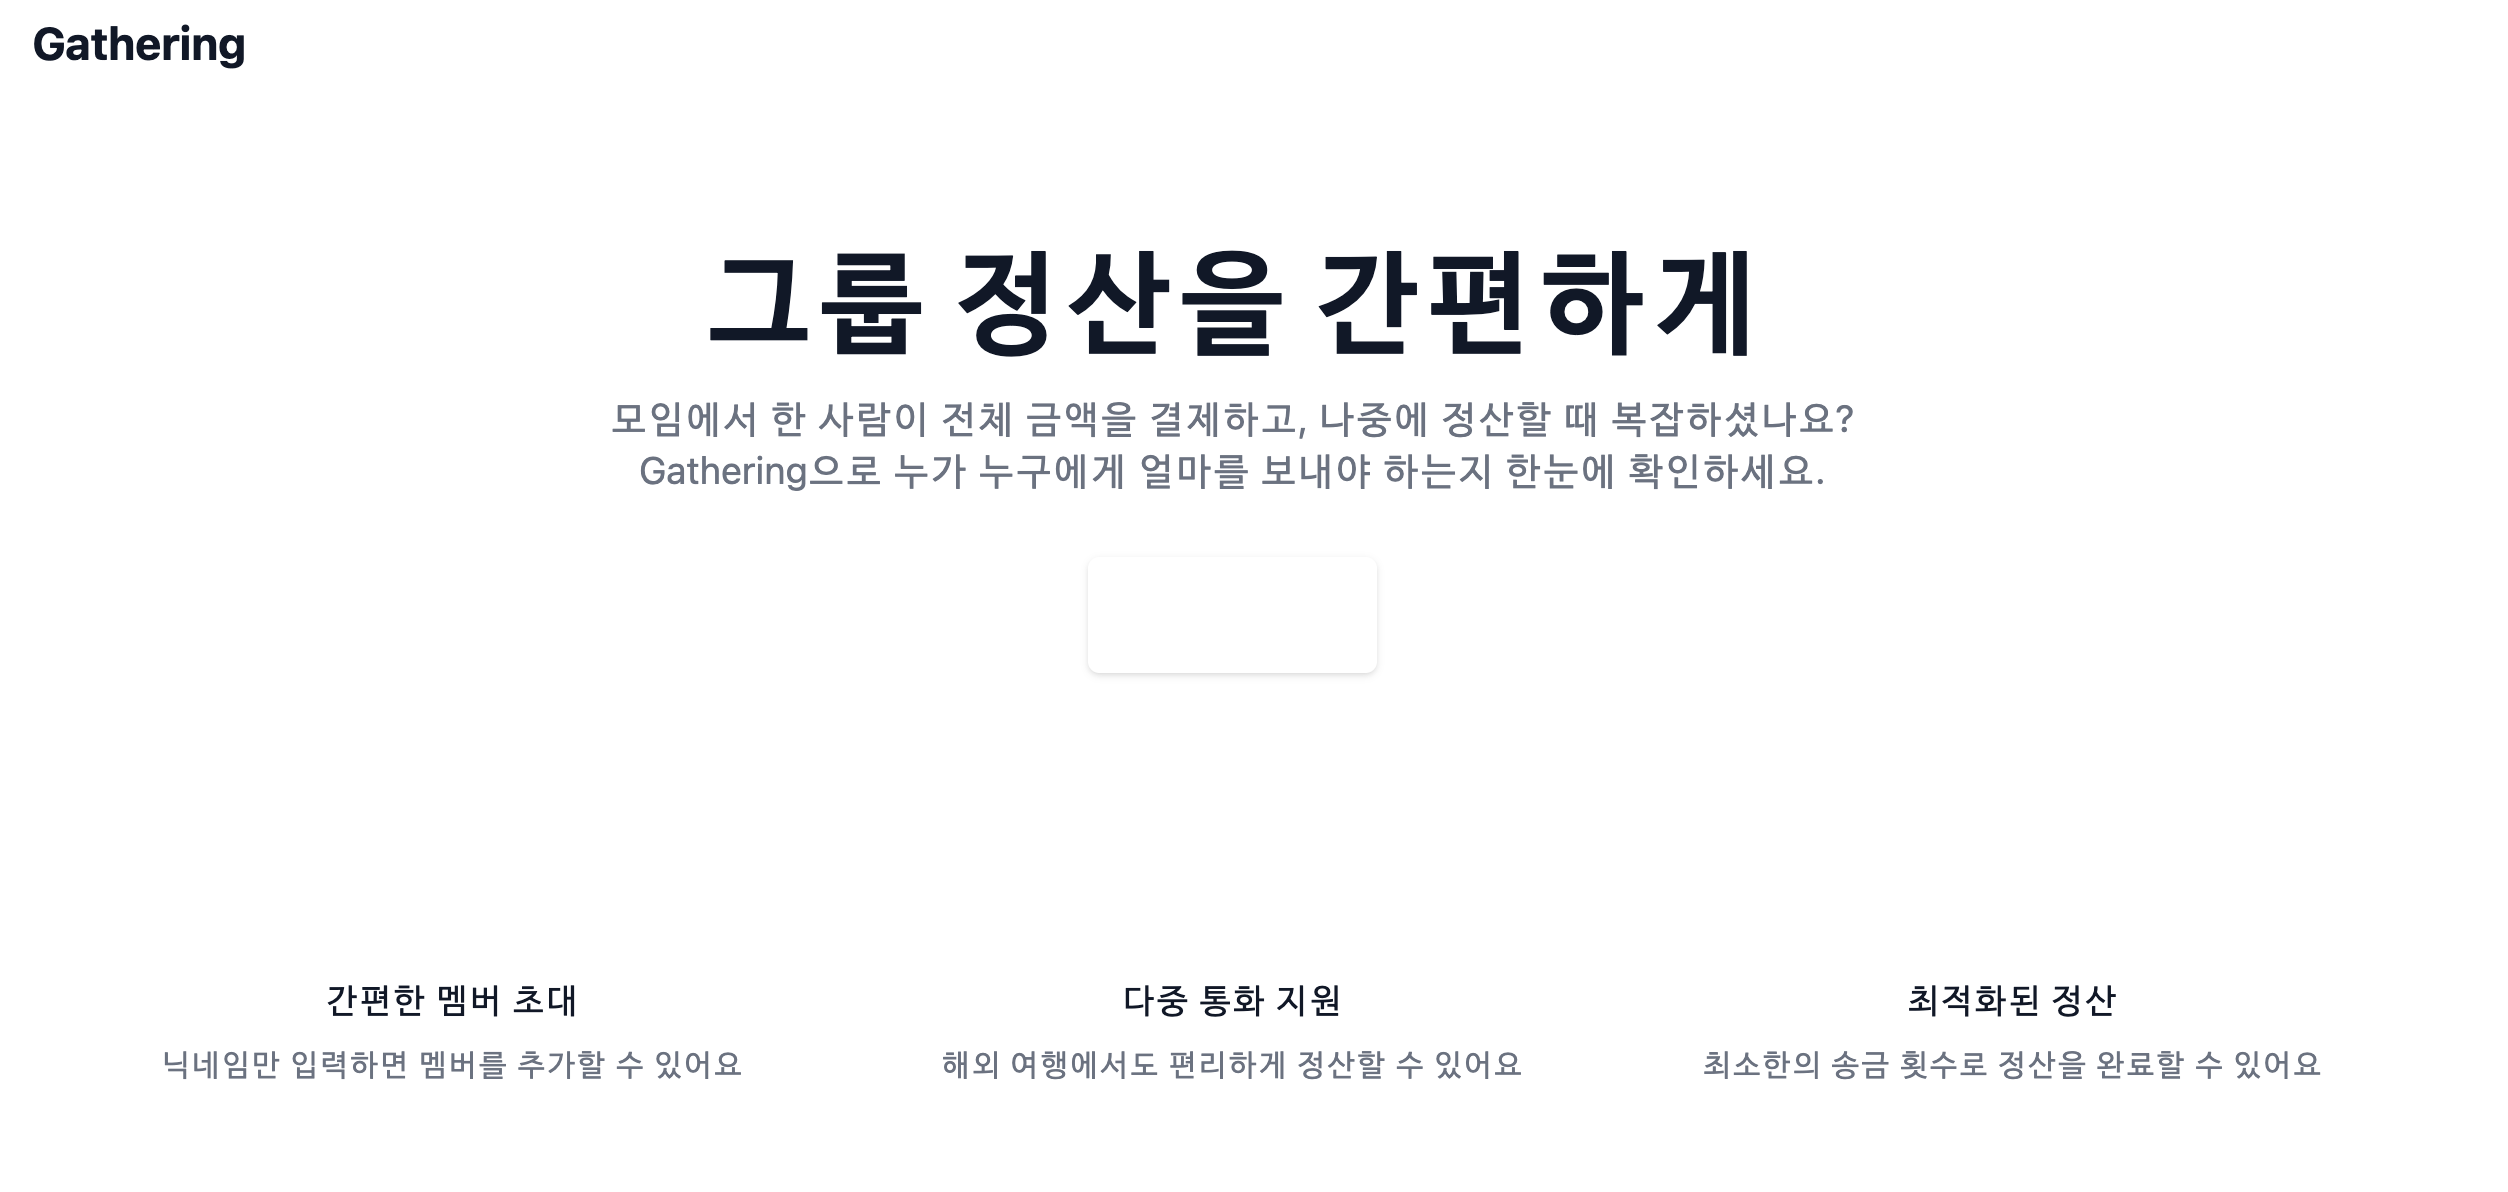 Gathering
그룹 정산을 간편하게
모임에서 한 사람이 전체 금액을 결제하고, 나중에 정산할 때 복잡하셨나요?
Gathering으로 누가 누구에게 얼마를 보내야 하는지 한눈에 확인하세요.
간편한 멤버 초대
다중 통화 지원
최적화된 정산
닉네임만 입력하면 멤버를 추가할 수 있어요
해외 여행에서도 편리하게 정산할 수 있어요
최소한의 송금 횟수로 정산을 완료할 수 있어요